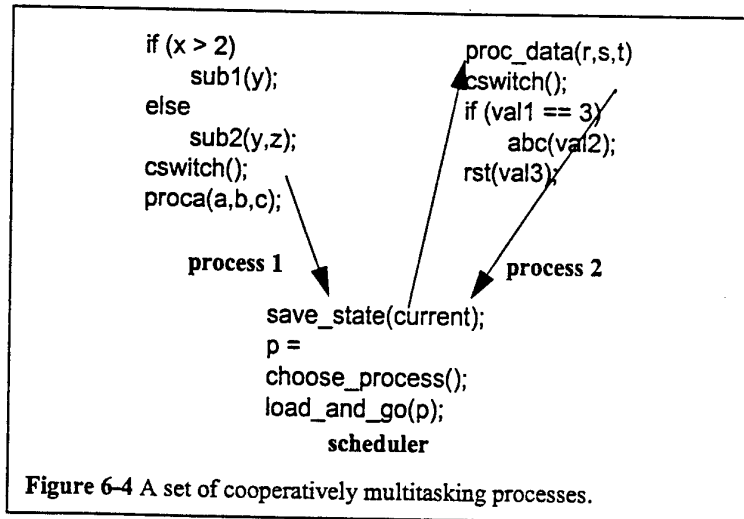 if (x > 2)
sub1(y);
else
sub2(y,z);
cswitch();
proca(a,b,c);
process 1
proc_data(r,s,t)
cswitch();
if (val1 == 3)
abc(val2);
rst(val3);
process 2
save_state(current);
p =
choose_process();
load_and_go(p);
scheduler
Figure 6-4 A set of cooperatively multitasking processes.